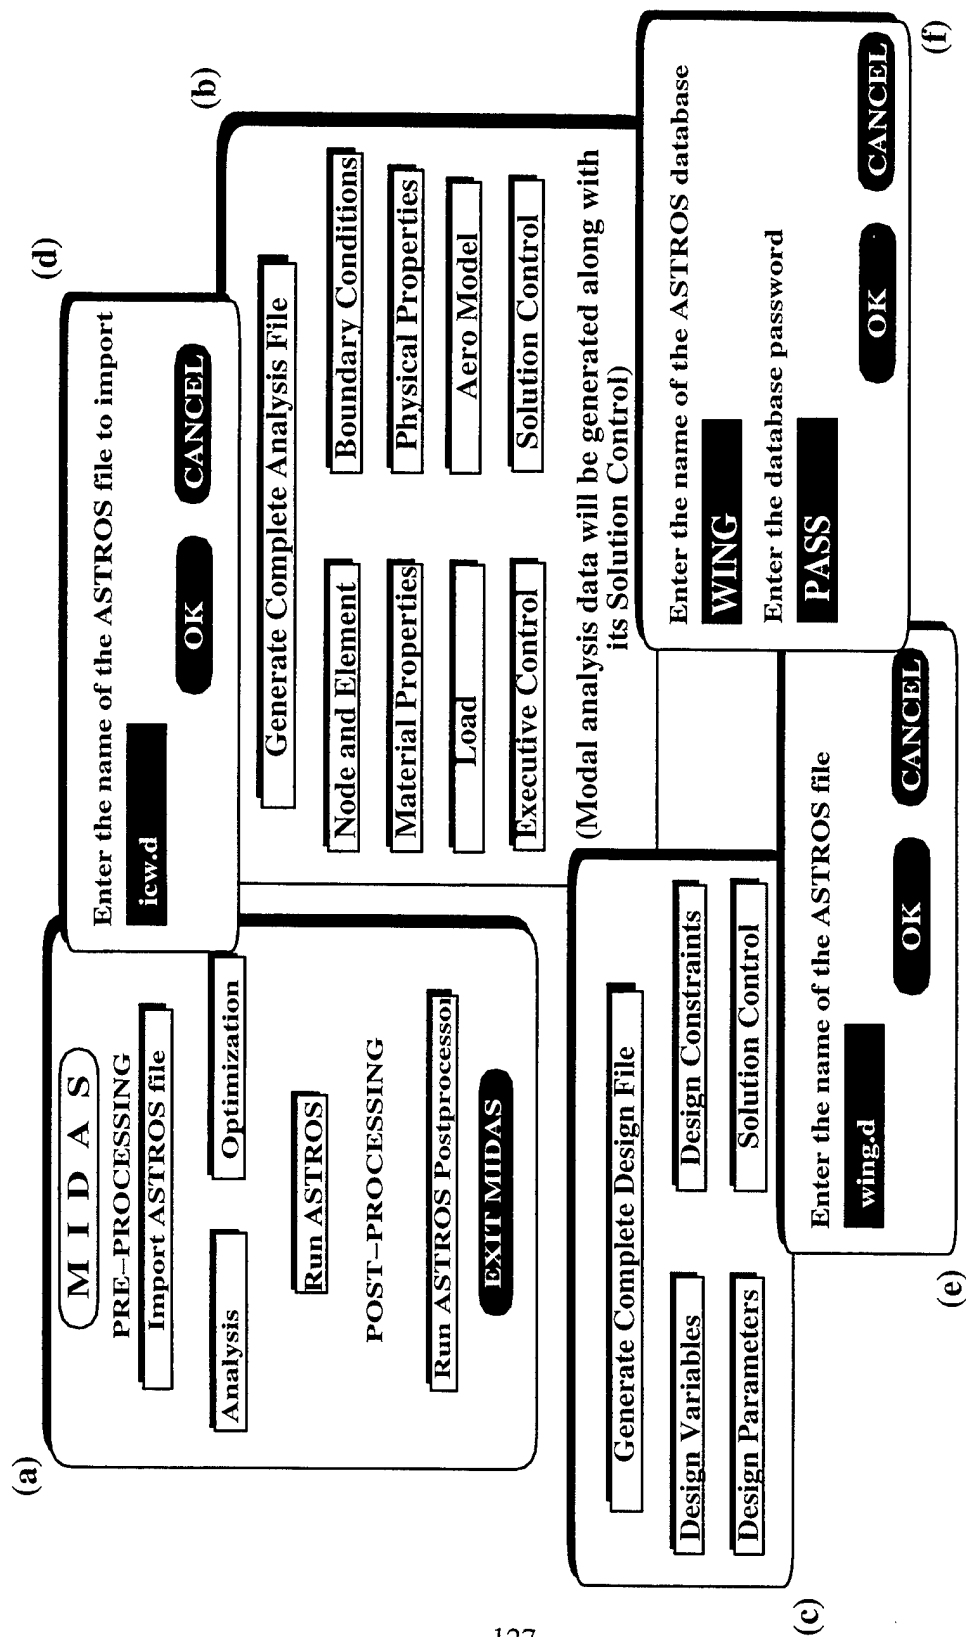 (a)
M I D A S
PRE–PROCESSING
Import ASTROS file
Analysis
Optimization
Run ASTROS
POST–PROCESSING
Run ASTROS Postprocessor
EXIT MIDAS
(d)
Enter the name of the ASTROS file to import
icw.d
OK
CANCEL
(b)
Generate Complete Analysis File
Node and Element
Boundary Conditions
Material Properties
Physical Properties
Load
Aero Model
Executive Control
Solution Control
(Modal analysis data will be generated along with
its Solution Control)
(c)
Generate Complete Design File
Design Variables
Design Constraints
Design Parameters
Solution Control
(e)
Enter the name of the ASTROS file
wing.d
OK
CANCEL
(f)
Enter the name of the ASTROS database
WING
Enter the database password
PASS
OK
CANCEL
127